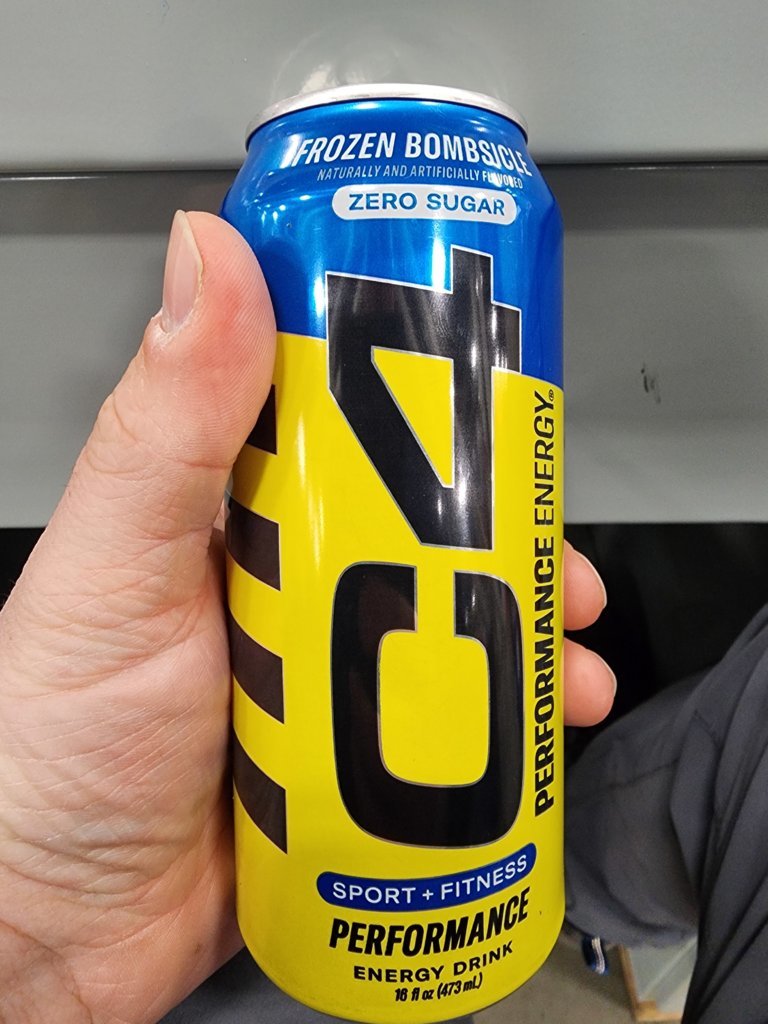 FROZEN BOMBSICLE
NATURALLY AND ARTIFICIALLY FLAVORED
ZERO SUGAR
C4
PERFORMANCE ENERGY®
SPORT + FITNESS
PERFORMANCE
ENERGY DRINK
16 fl oz (473 mL)